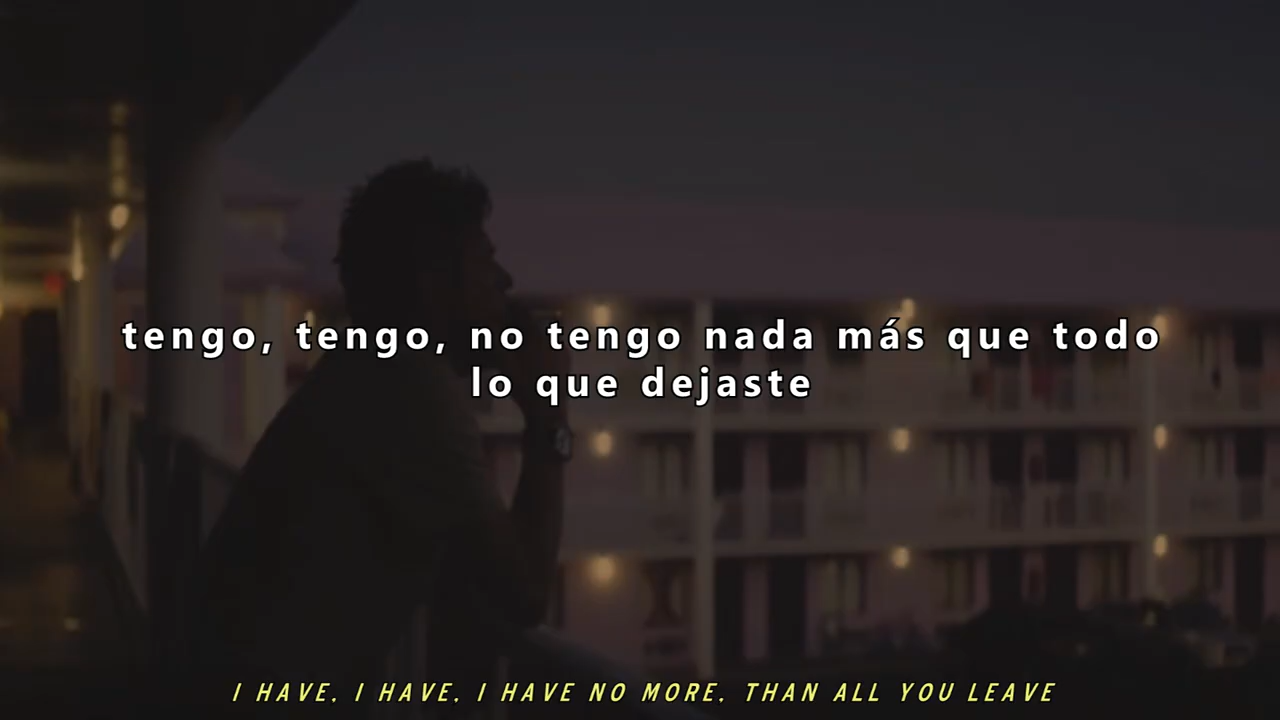 tengo, tengo, no tengo nada más que todo
lo que dejaste
I HAVE, I HAVE, I HAVE NO MORE, THAN ALL YOU LEAVE